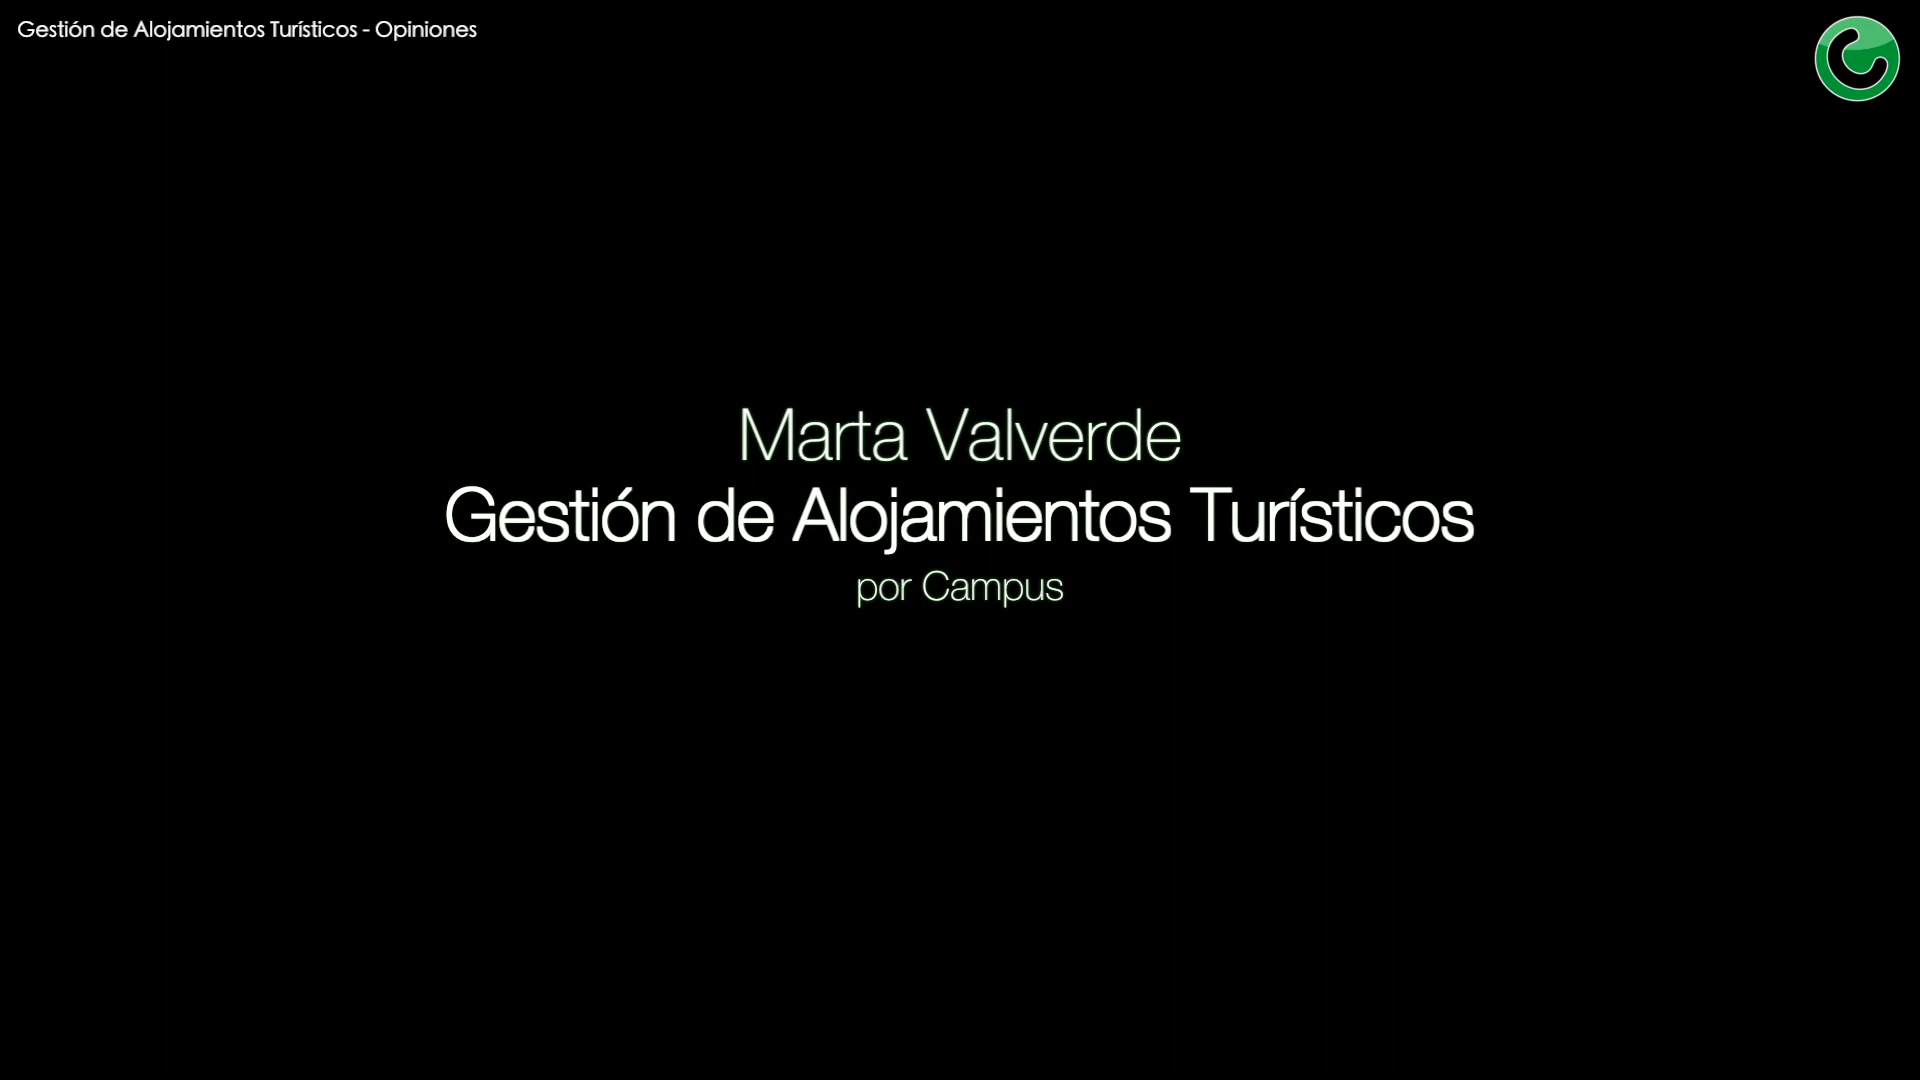 Gestión de Alojamientos Turísticos - Opiniones
Marta Valverde
Gestión de Alojamientos Turísticos
por Campus